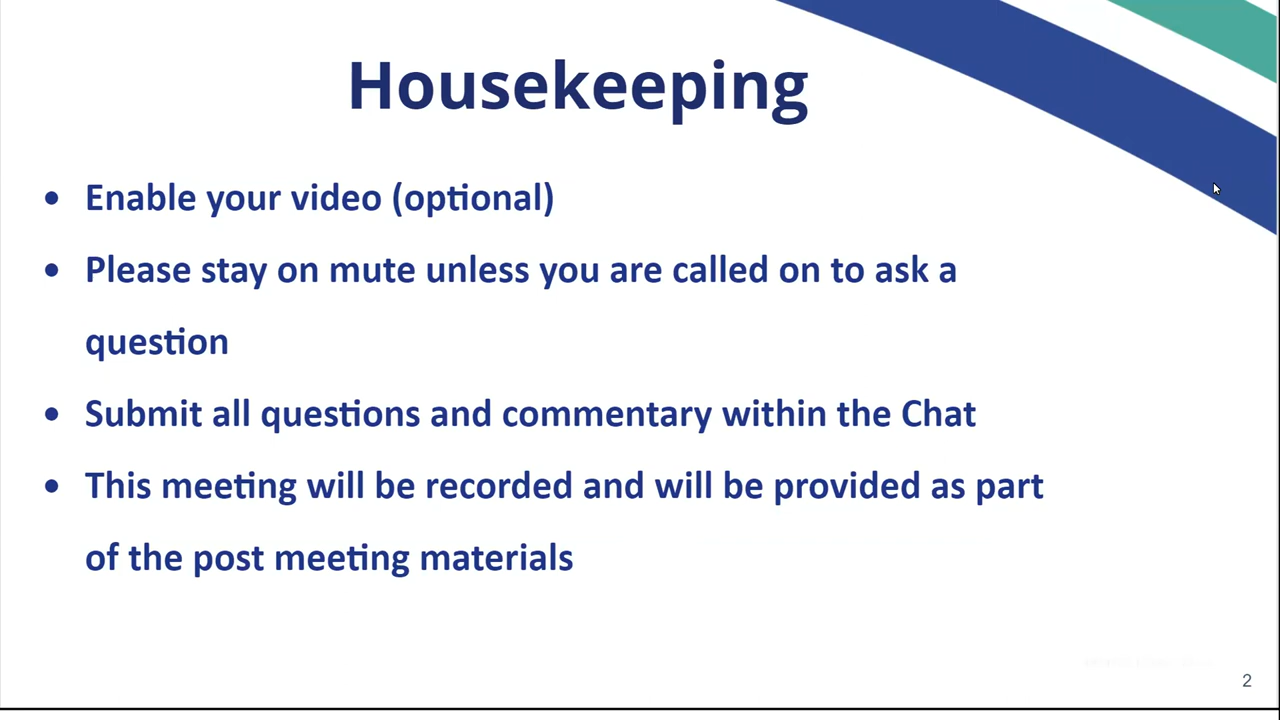 Housekeeping
• Enable your video (optional)
• Please stay on mute unless you are called on to ask a
question
• Submit all questions and commentary within the Chat
• This meeting will be recorded and will be provided as part
of the post meeting materials
2